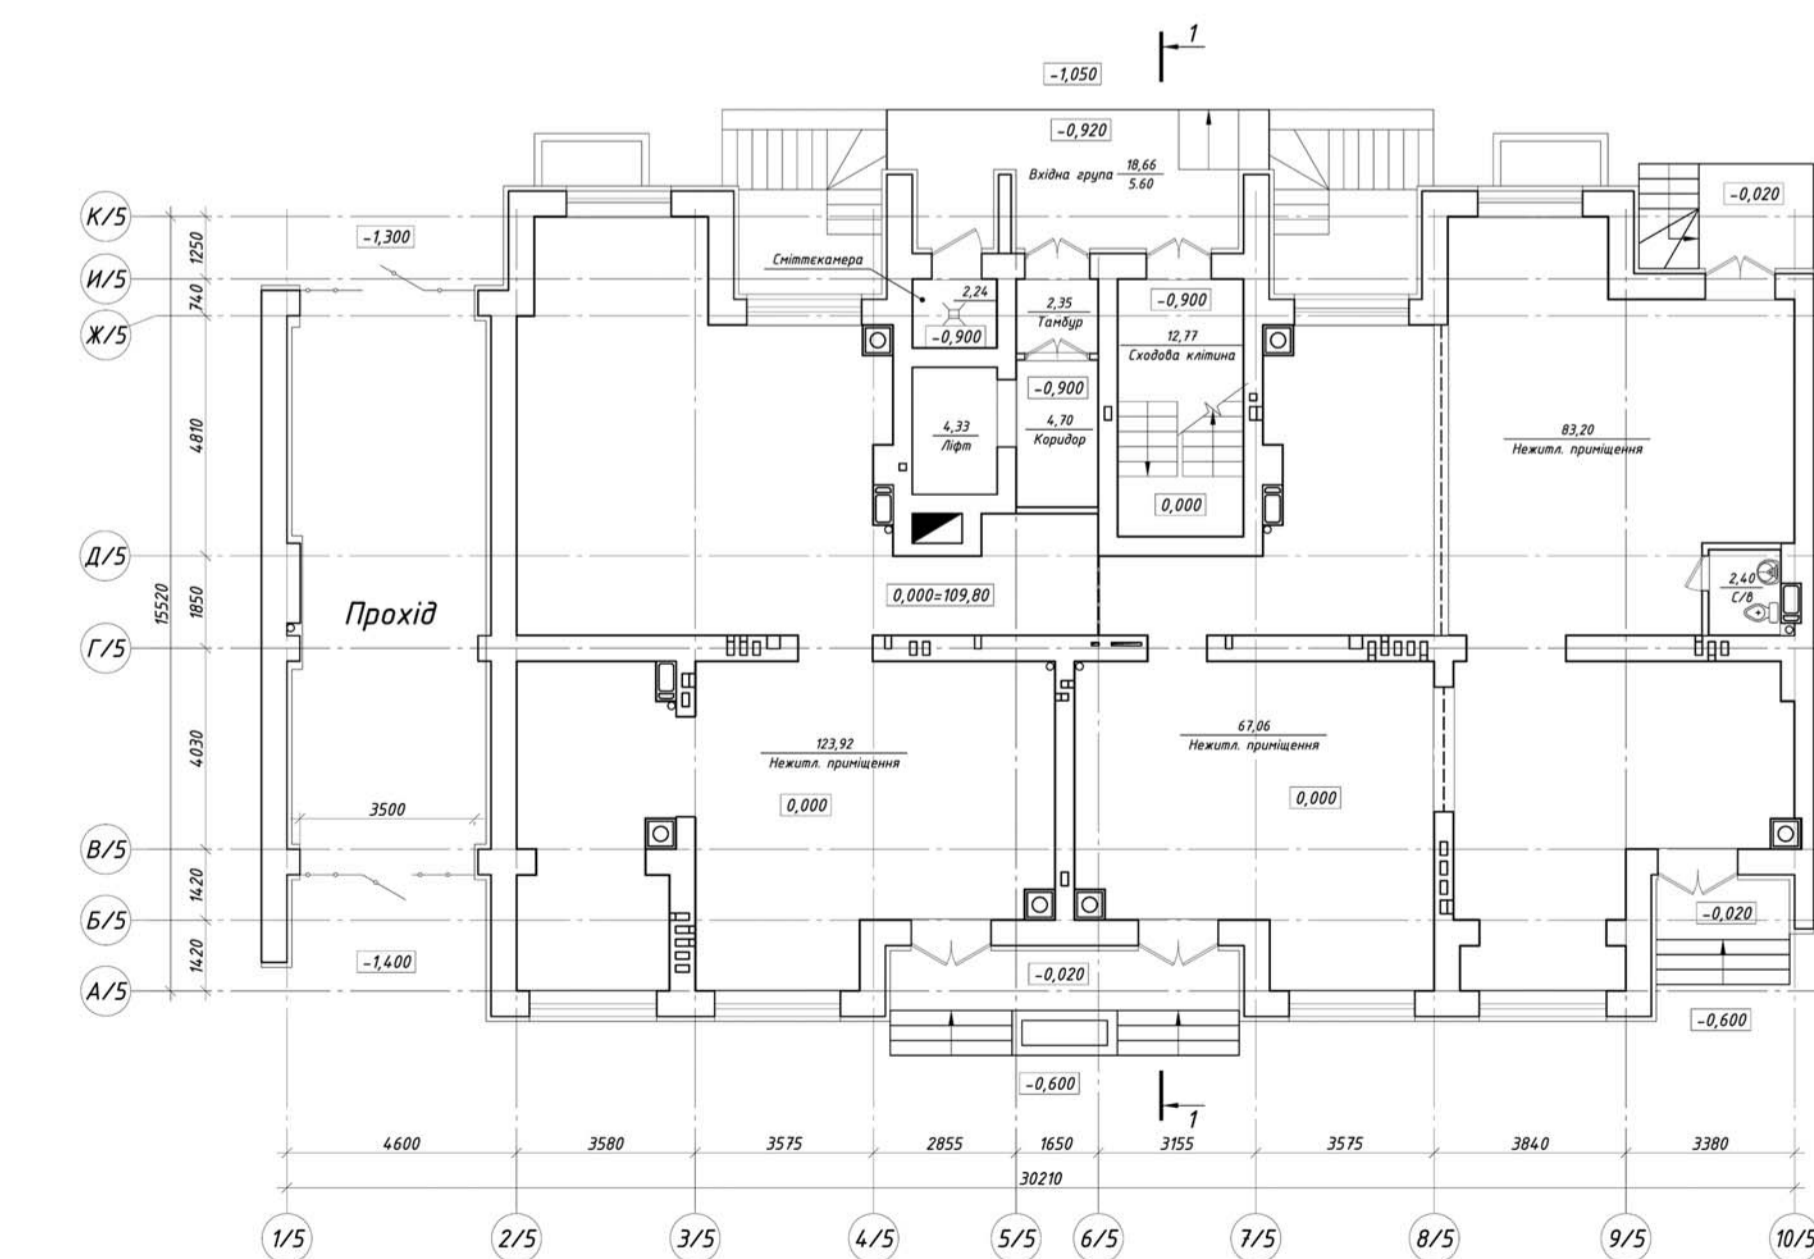 1
-1,050
-0,920
Вхідна група 18,66
5.60
-0,020
К/5
-1,300
1250
Сміттєкамера
И/5
2,24
2,35
Тамбур
-0,900
740
Ж/5
-0,900
12,77
Сходова клітина
-0,900
4810
4,33
Ліфт
4,70
Коридор
83,20
Нежитл. приміщення
0,000
Д/5
15520
1850
Прохід
0,000=109,80
2,40
С/в
Г/5
4030
123,92
Нежитл. приміщення
67,06
Нежитл. приміщення
3500
0,000
0,000
В/5
1420
Б/5
-0,020
1420
-1,400
-0,020
А/5
-0,600
-0,600
1
4600 3580 3575 2855 1650 3155 3575 3840 3380
30210
1/5 2/5 3/5 4/5 5/5 6/5 7/5 8/5 9/5 10/5